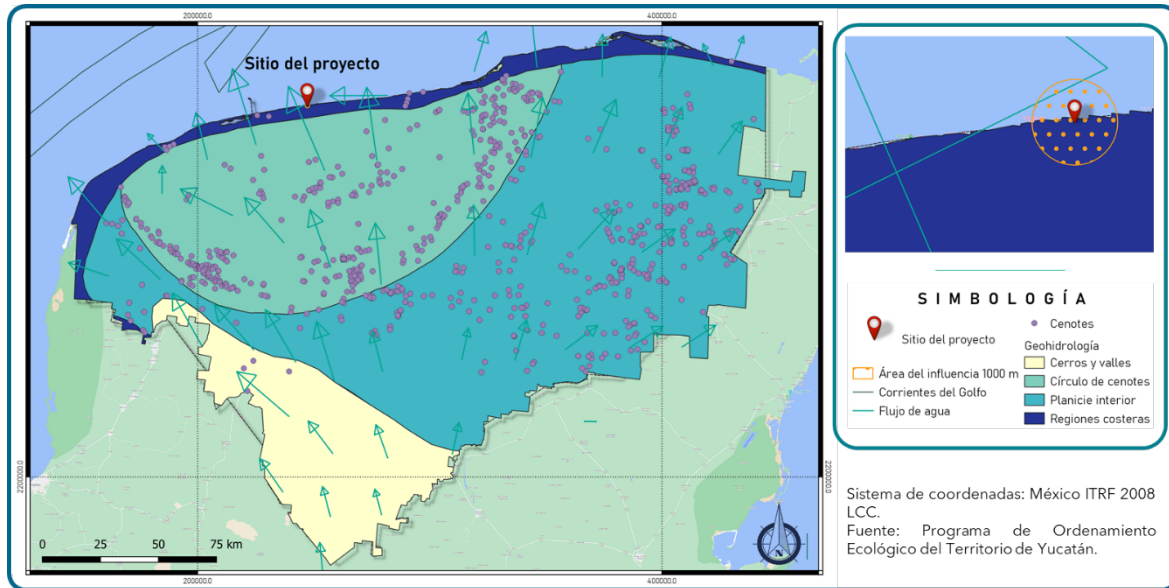 200000.0
400000.0
Sitio del proyecto
2200000.0
2200000.0
0
25
50
75 km
N
200000.0
400000.0
SIMBOLOGÍA
Sitio del proyecto
Área del influencia 1000 m
Corrientes del Golfo
Flujo de agua
Cenotes
Geohidrología
Cerros y valles
Círculo de cenotes
Planicie interior
Regiones costeras
Sistema de coordenadas: México ITRF 2008
LCC.
Fuente: Programa de Ordenamiento
Ecológico del Territorio de Yucatán.